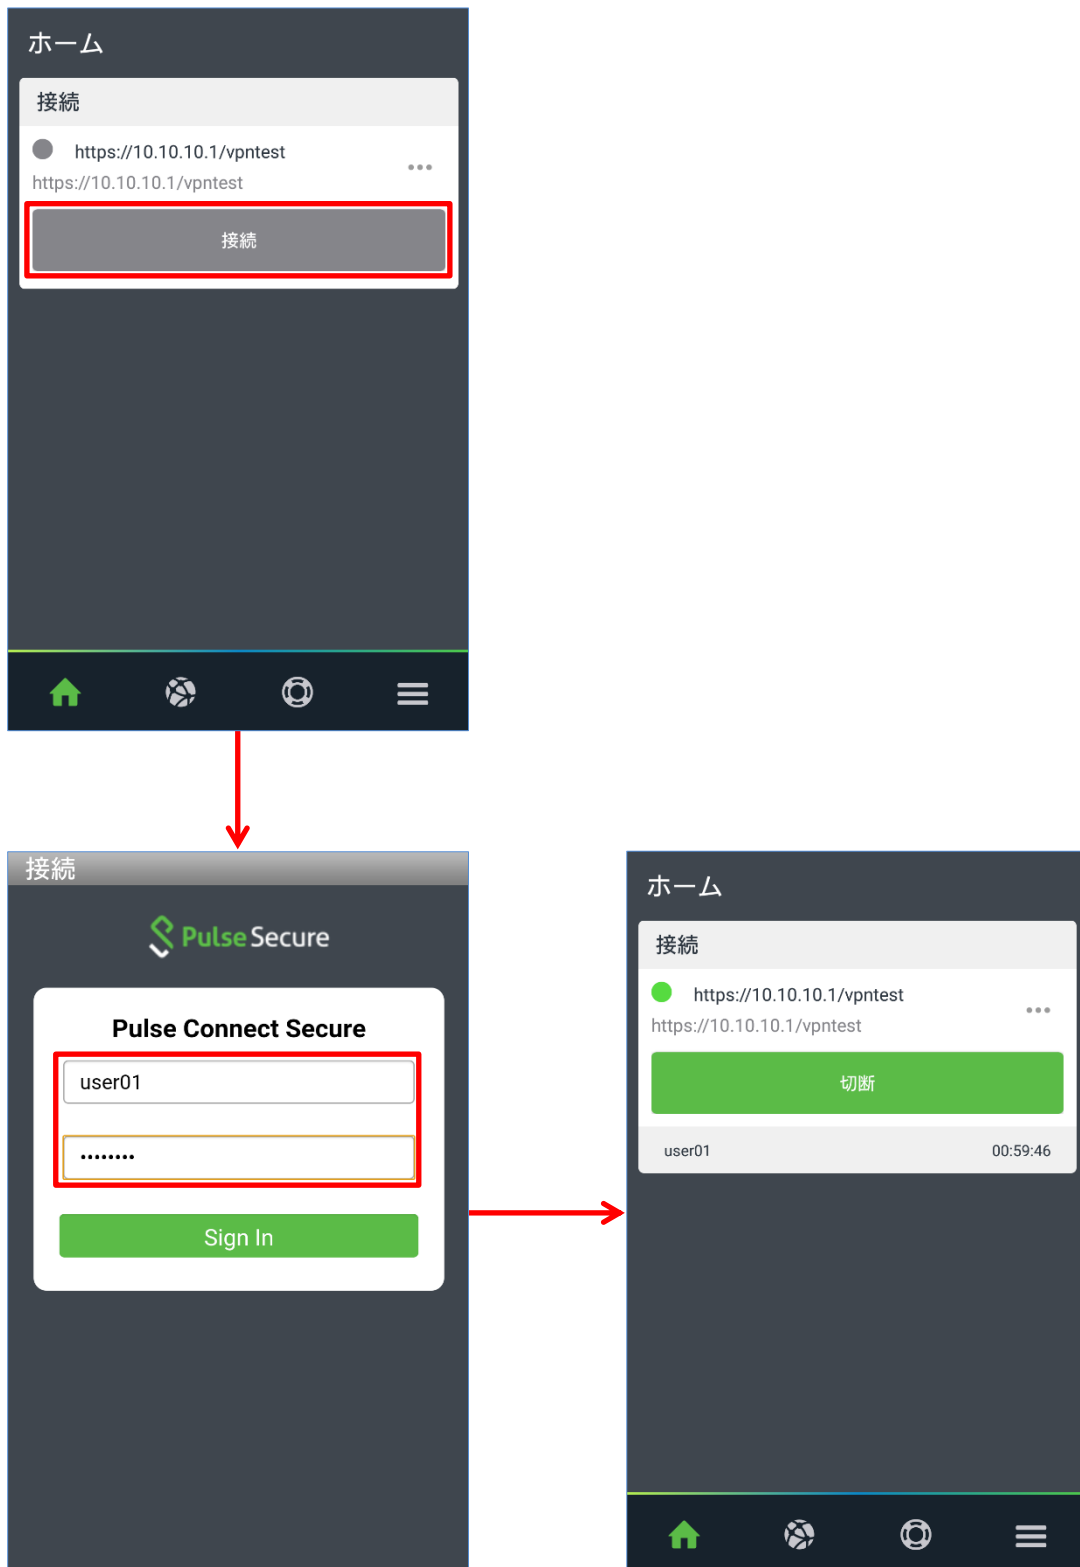 ホーム
接続
https://10.10.10.1/vpntest
https://10.10.10.1/vpntest
接続
接続
Pulse Secure
Pulse Connect Secure
user01
••••••••
Sign In
ホーム
接続
https://10.10.10.1/vpntest
https://10.10.10.1/vpntest
切断
user01 00:59:46